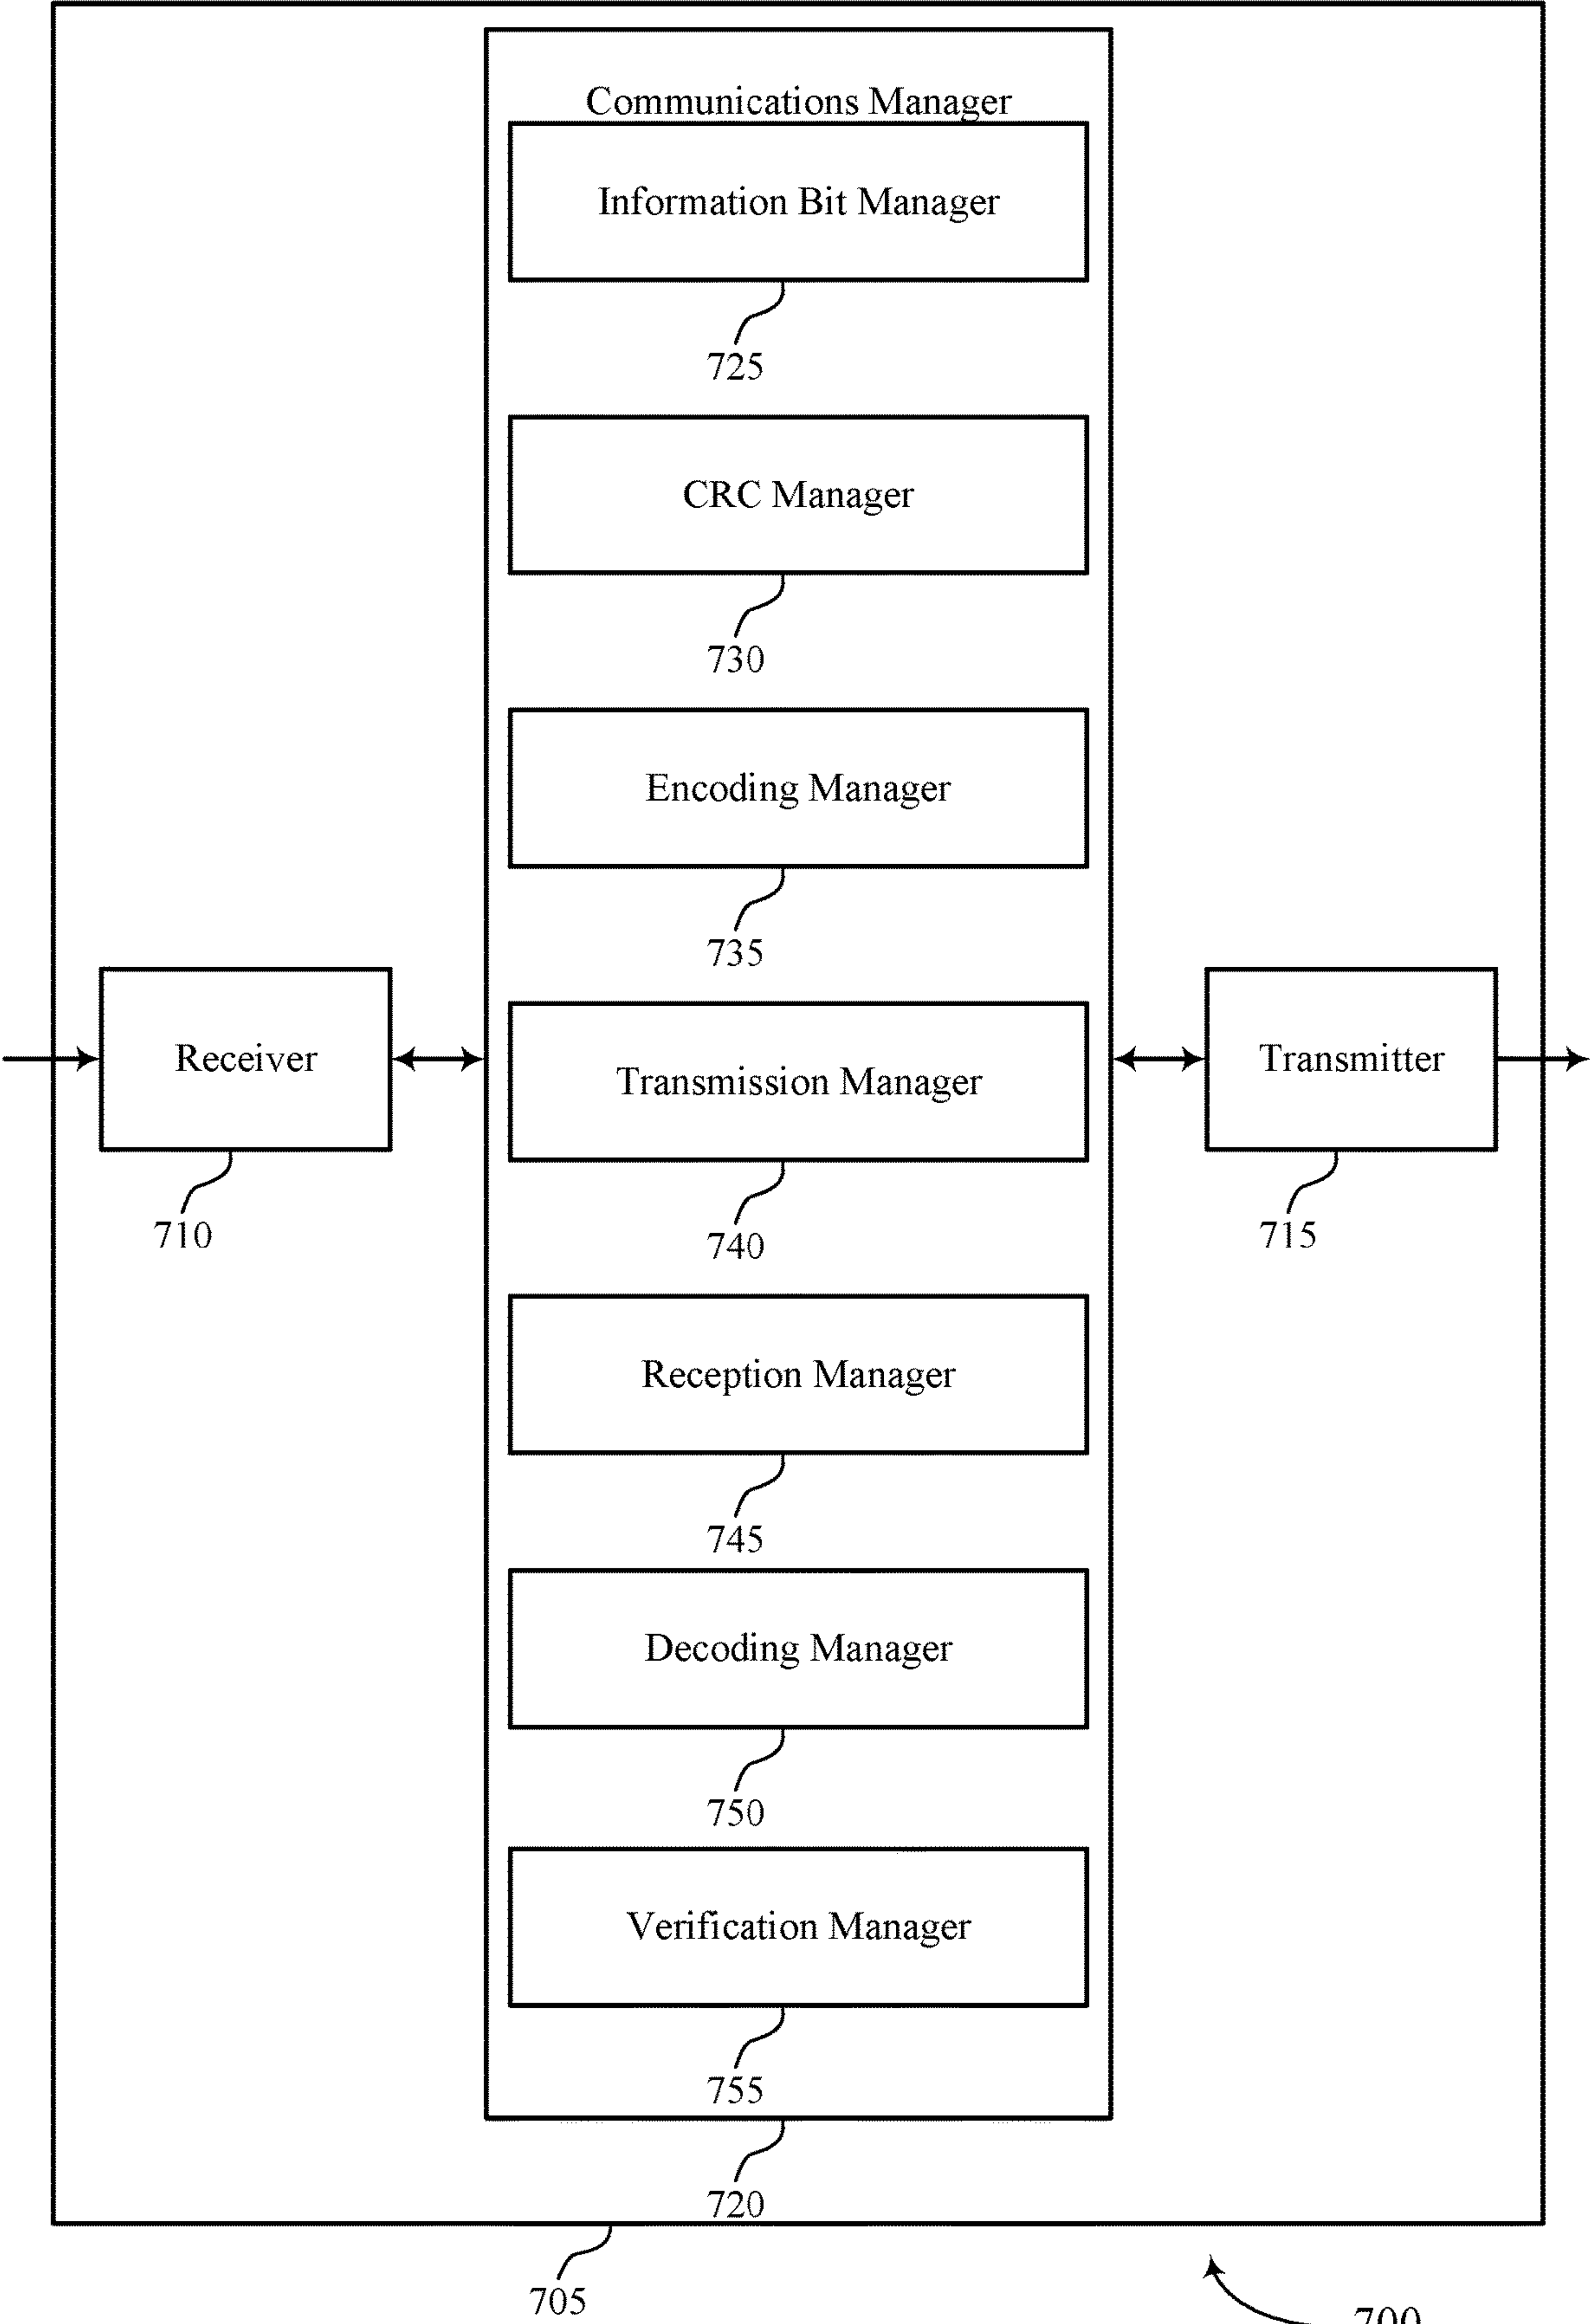 Communications Manager
Information Bit Manager
725
CRC Manager
730
Encoding Manager
735
Receiver
710
Transmission Manager
740
Transmitter
715
Reception Manager
745
Decoding Manager
750
Verification Manager
755
720
705
700